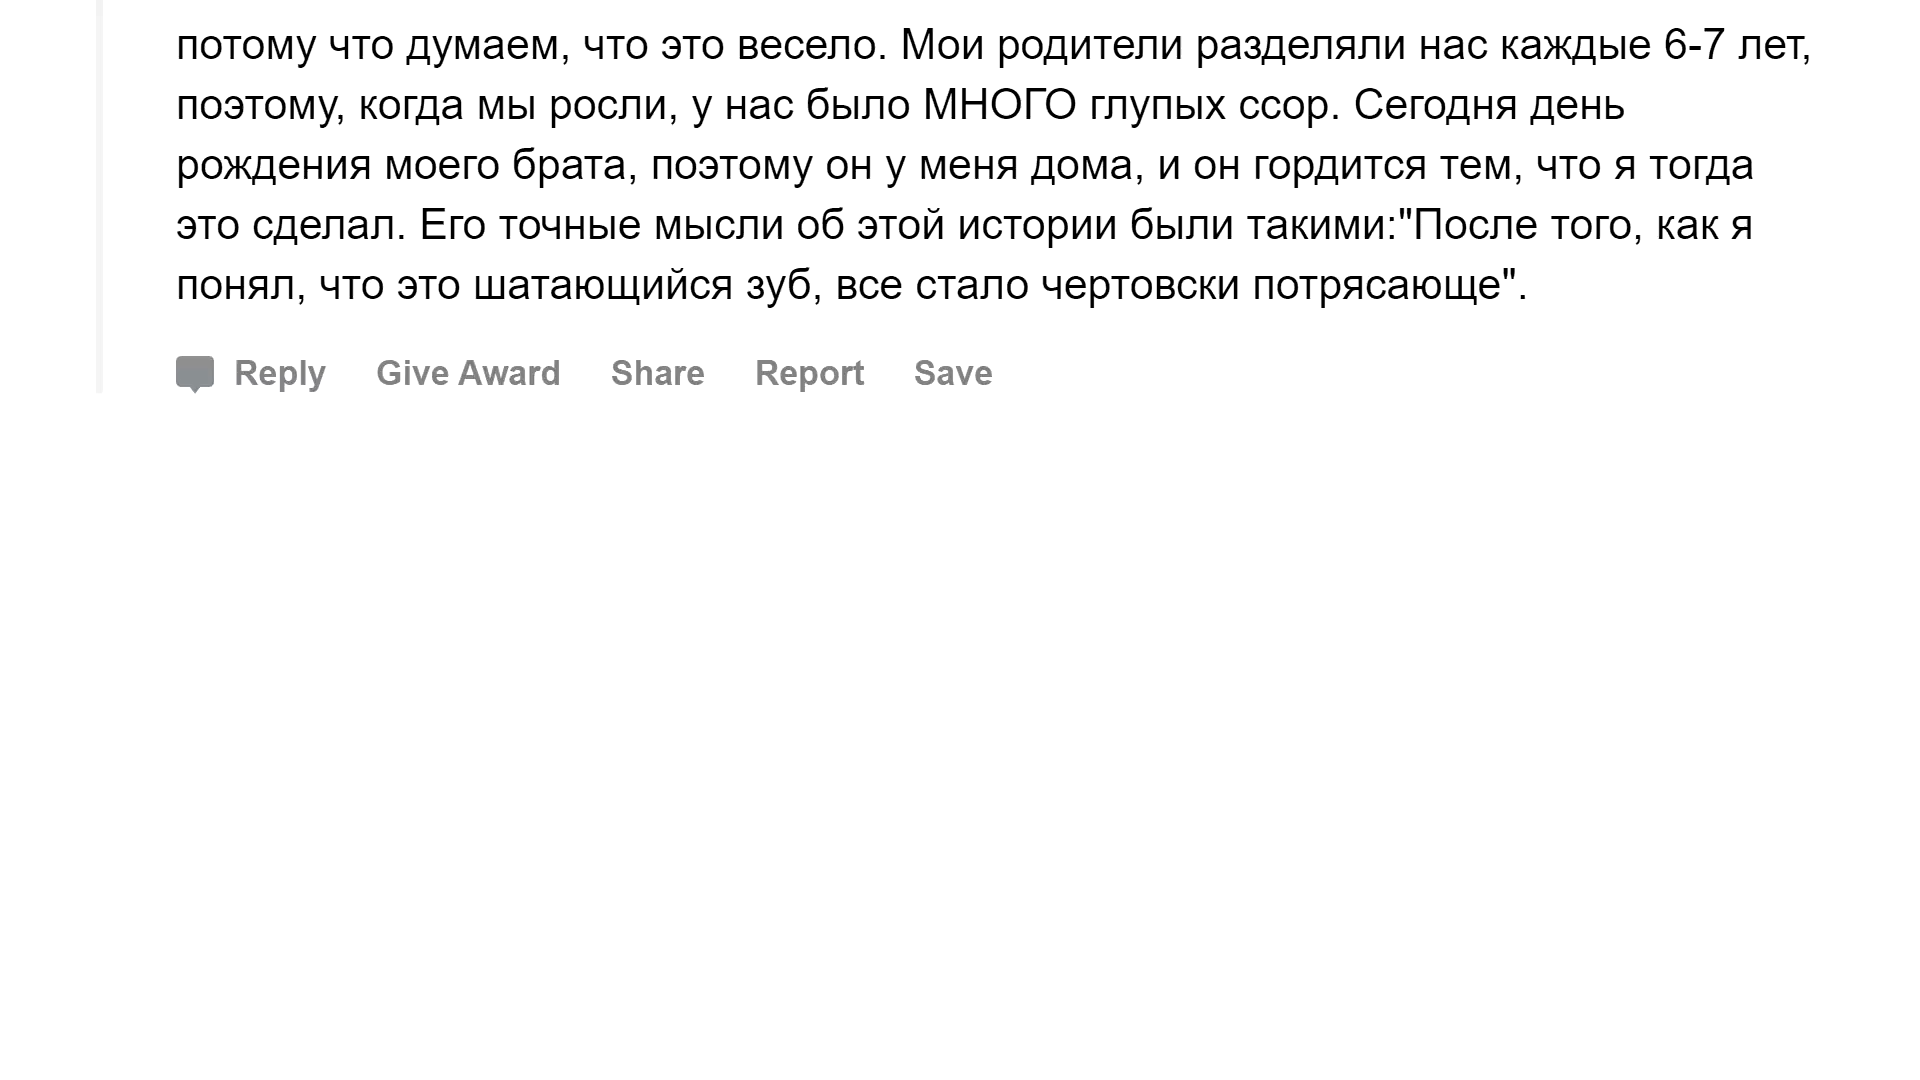 потому что думаем, что это весело. Мои родители разделяли нас каждые 6-7 лет,
поэтому, когда мы росли, у нас было МНОГО глупых ссор. Сегодня день
рождения моего брата, поэтому он у меня дома, и он гордится тем, что я тогда
это сделал. Его точные мысли об этой истории были такими:"После того, как я
понял, что это шатающийся зуб, все стало чертовски потрясающе".
Reply Give Award Share Report Save